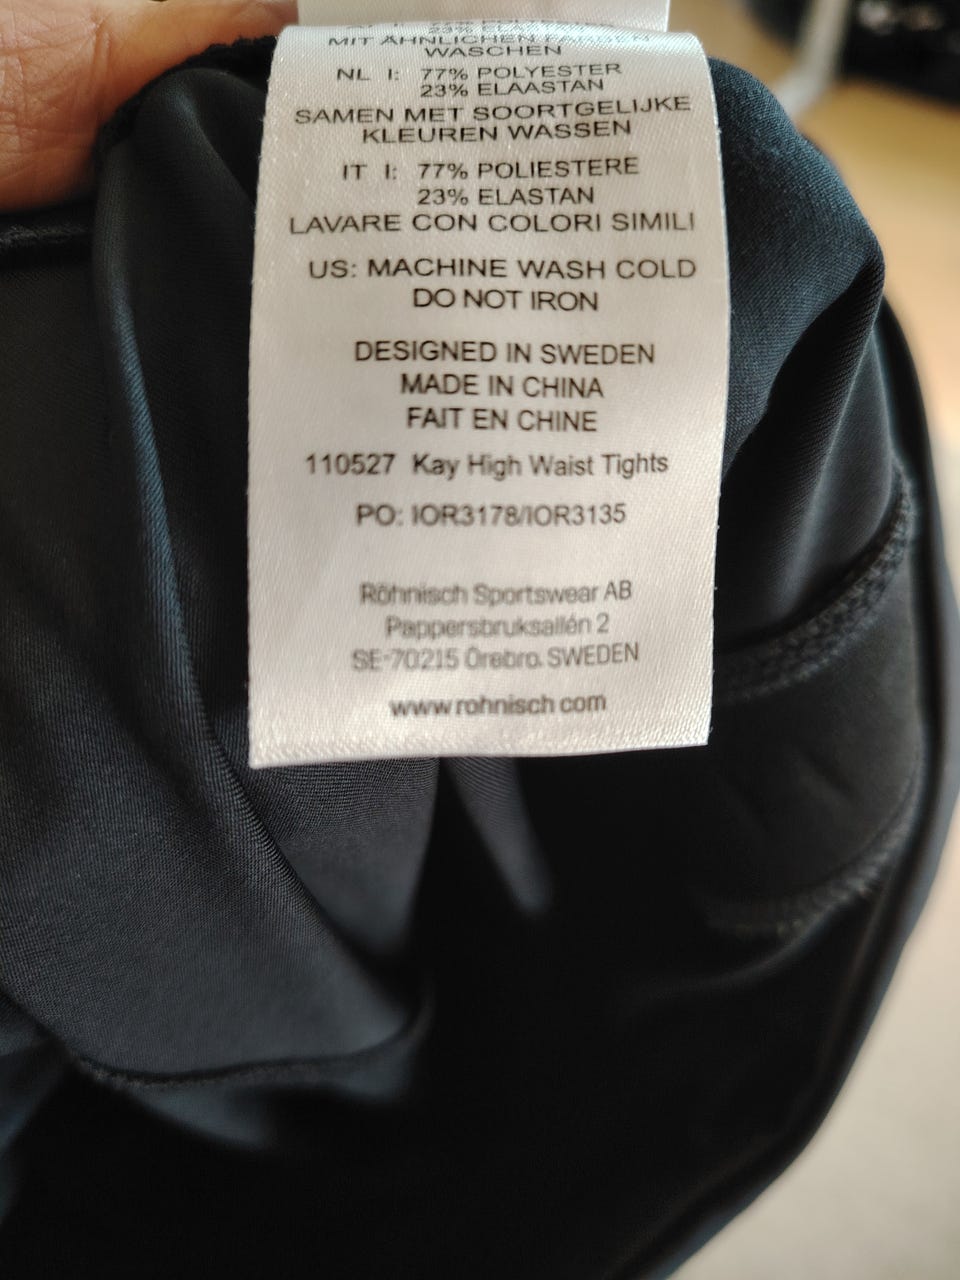 23%
MIT ÄHNLICHEN FARBEN
WASCHEN
NL I: 77% POLYESTER
23% ELAASTAN
SAMEN MET SOORTGELIJKE
KLEUREN WASSEN
IT I: 77% POLIESTERE
23% ELASTAN
LAVARE CON COLORI SIMILI
US: MACHINE WASH COLD
DO NOT IRON
DESIGNED IN SWEDEN
MADE IN CHINA
FAIT EN CHINE
110527 Kay High Waist Tights
PO: IOR3178/IOR3135
Röhnisch Sportswear AB
Pappersbruksallén 2
SE-70215 Örebro. SWEDEN
www.rohnisch.com